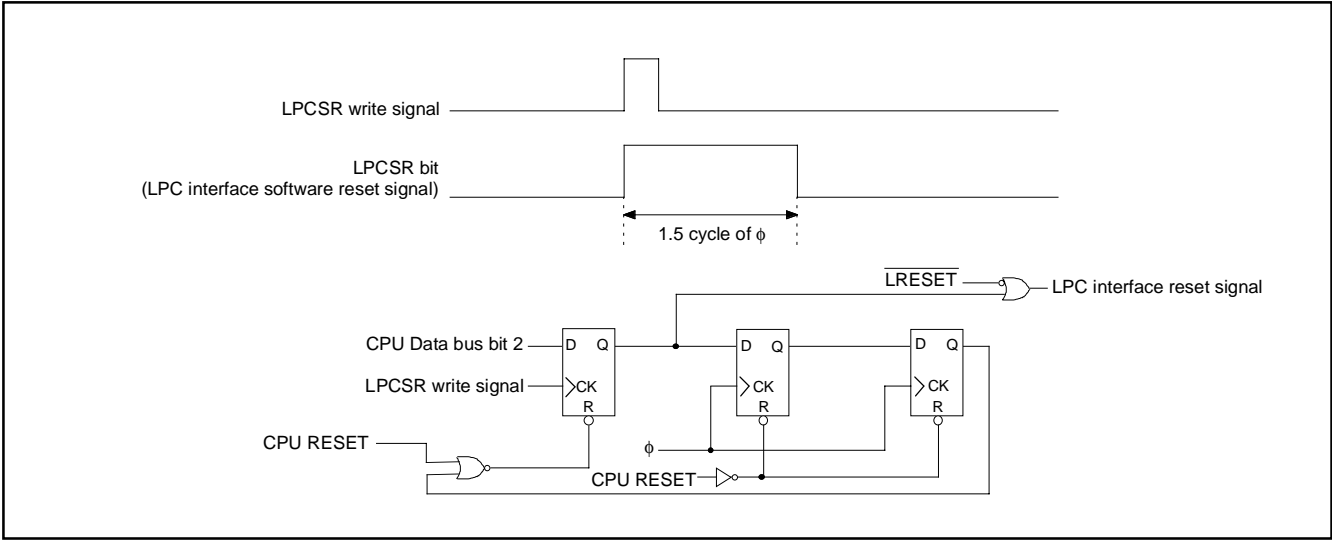 LPCSR write signal
LPCSR bit
(LPC interface software reset signal)
1.5 cycle of ϕ
LRESET
LPC interface reset signal
CPU Data bus bit 2
D Q
D Q
D Q
LPCSR write signal
CK
CK
CK
R
R
R
CPU RESET
ϕ
CPU RESET